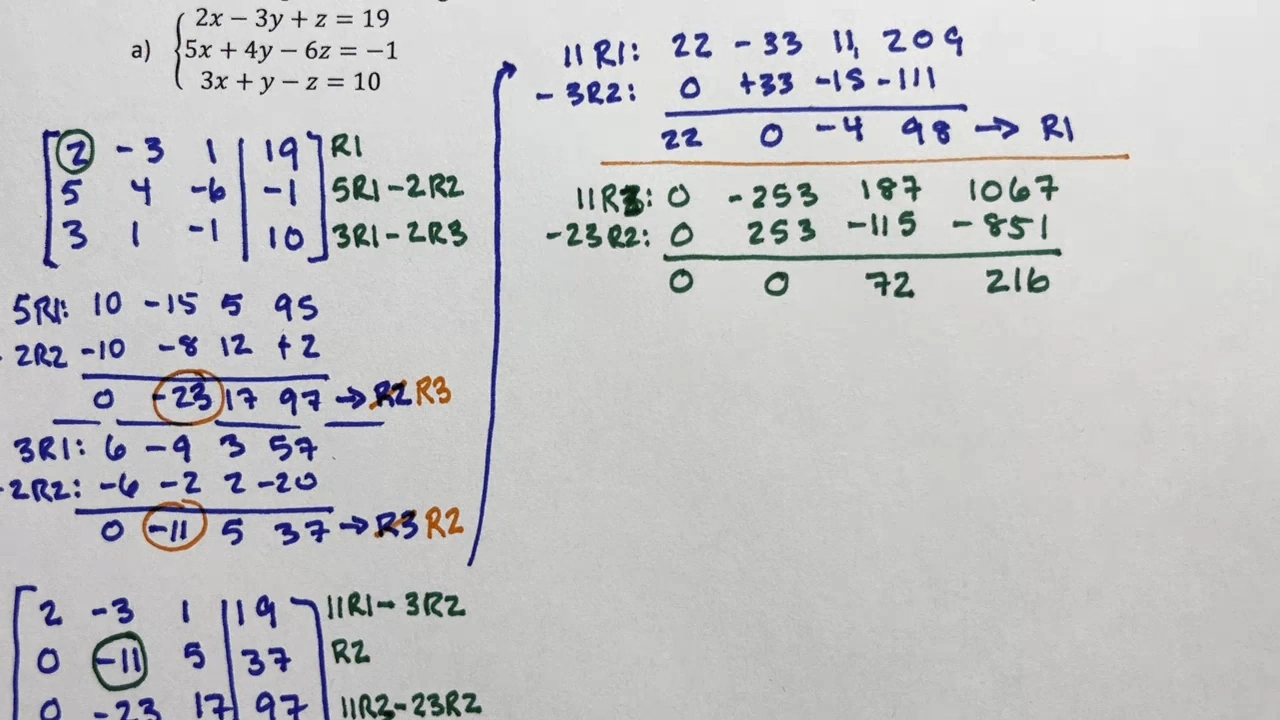 2x − 3y + z = 19
a) 5x + 4y − 6z = −1
3x + y − z = 10
2 -3 1 19 R1
5 4 -6 -1 5R1-2R2
3 1 -1 10 3R1-2R3
5R1: 10 -15 5 95
- 2R2 -10 -8 12 +2
0 -23 17 97 → R2 R3
3R1: 6 -9 3 57
-2R2: -6 -2 2 -20
0 -11 5 37 → R3 R2
2 -3 1 19 11R1- 3R2
0 -11 5 37 R2
0 -23 17 97 11R3-23R2
11R1: 22 -33 11 209
- 3R2: 0 +33 -15 -111
22 0 -4 98 → R1
11R3: 0 -253 187 1067
-23R2: 0 253 -115 -851
0 0 72 216